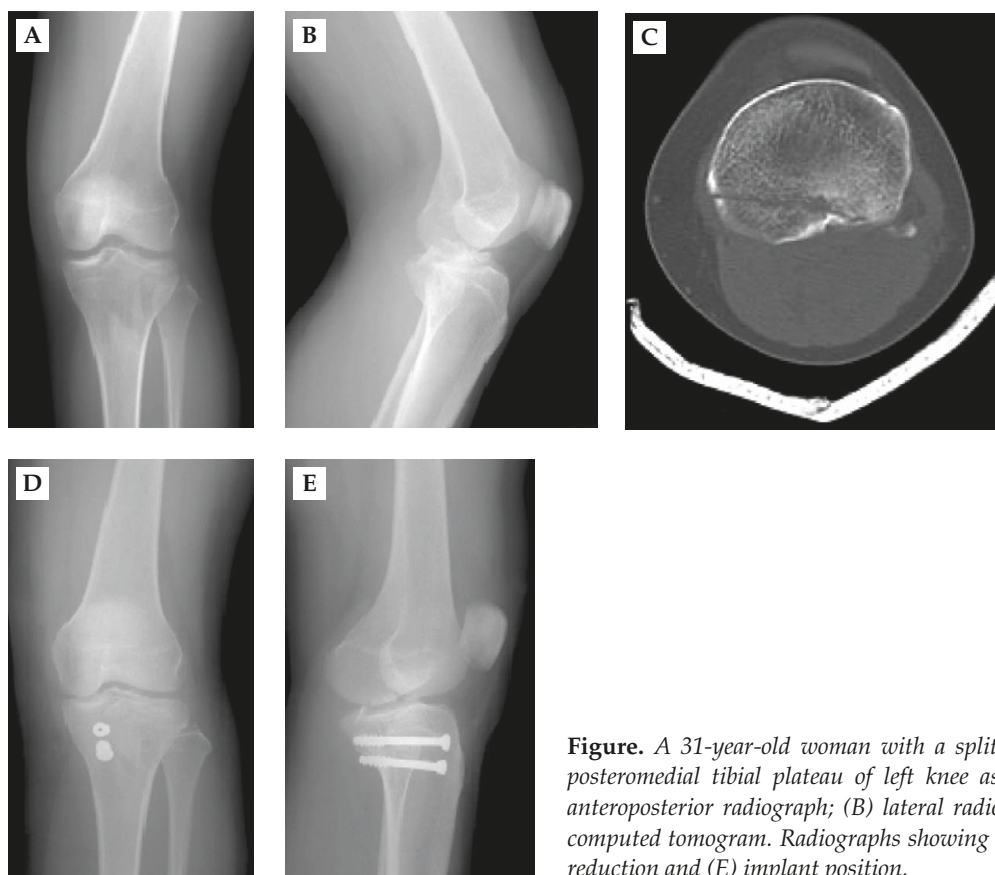 A
B
C
D
E
Figure. A 31-year-old woman with a split
posteromedial tibial plateau of left knee as
anteroposterior radiograph; (B) lateral radio
computed tomogram. Radiographs showing
reduction and (E) implant position.